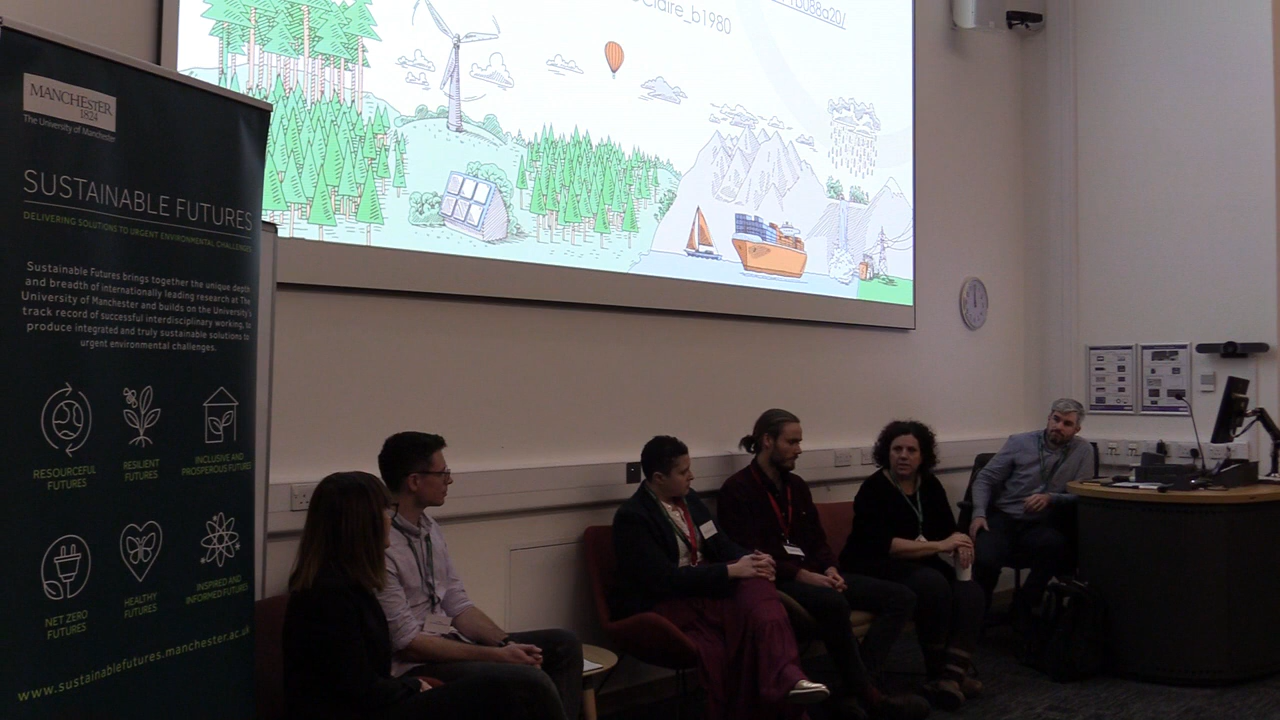 MANCHESTER
1824
The University of Manchester
SUSTAINABLE FUTURES
DELIVERING SOLUTIONS TO URGENT ENVIRONMENTAL CHALLENGES
Sustainable Futures brings together the unique depth
and breadth of internationally leading research at The
University of Manchester and builds on the University's
track record of successful interdisciplinary working, to
produce integrated and truly sustainable solutions to
urgent environmental challenges.
RESOURCEFUL
FUTURES
RESILIENT
FUTURES
INCLUSIVE AND
PROSPEROUS FUTURES
NET ZERO
FUTURES
HEALTHY
FUTURES
INSPIRED AND
INFORMED FUTURES
www.sustainablefutures.manchester.ac.uk
Claire_b1980